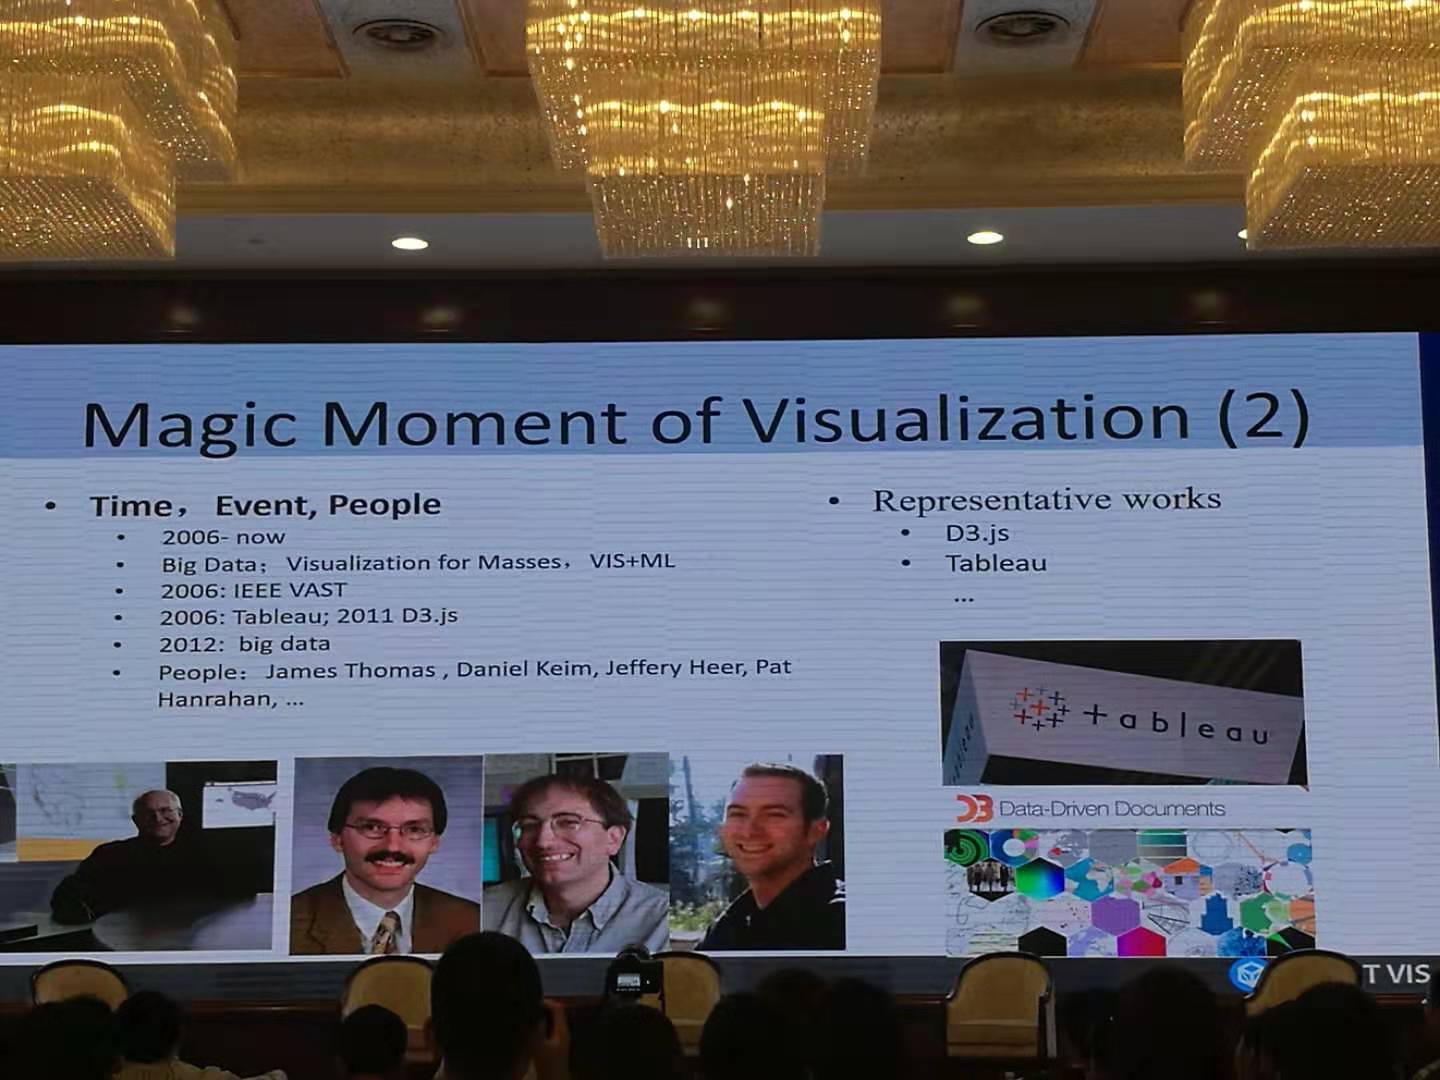 Magic Moment of Visualization (2)
• Time， Event, People
• 2006- now
• Big Data； Visualization for Masses， VIS+ML
• 2006: IEEE VAST
• 2006: Tableau; 2011 D3.js
• 2012: big data
• People： James Thomas , Daniel Keim, Jeffery Heer, Pat
Hanrahan, ...
• Representative works
• D3.js
• Tableau
...
+ableau
D3 Data-Driven Documents
T VIS